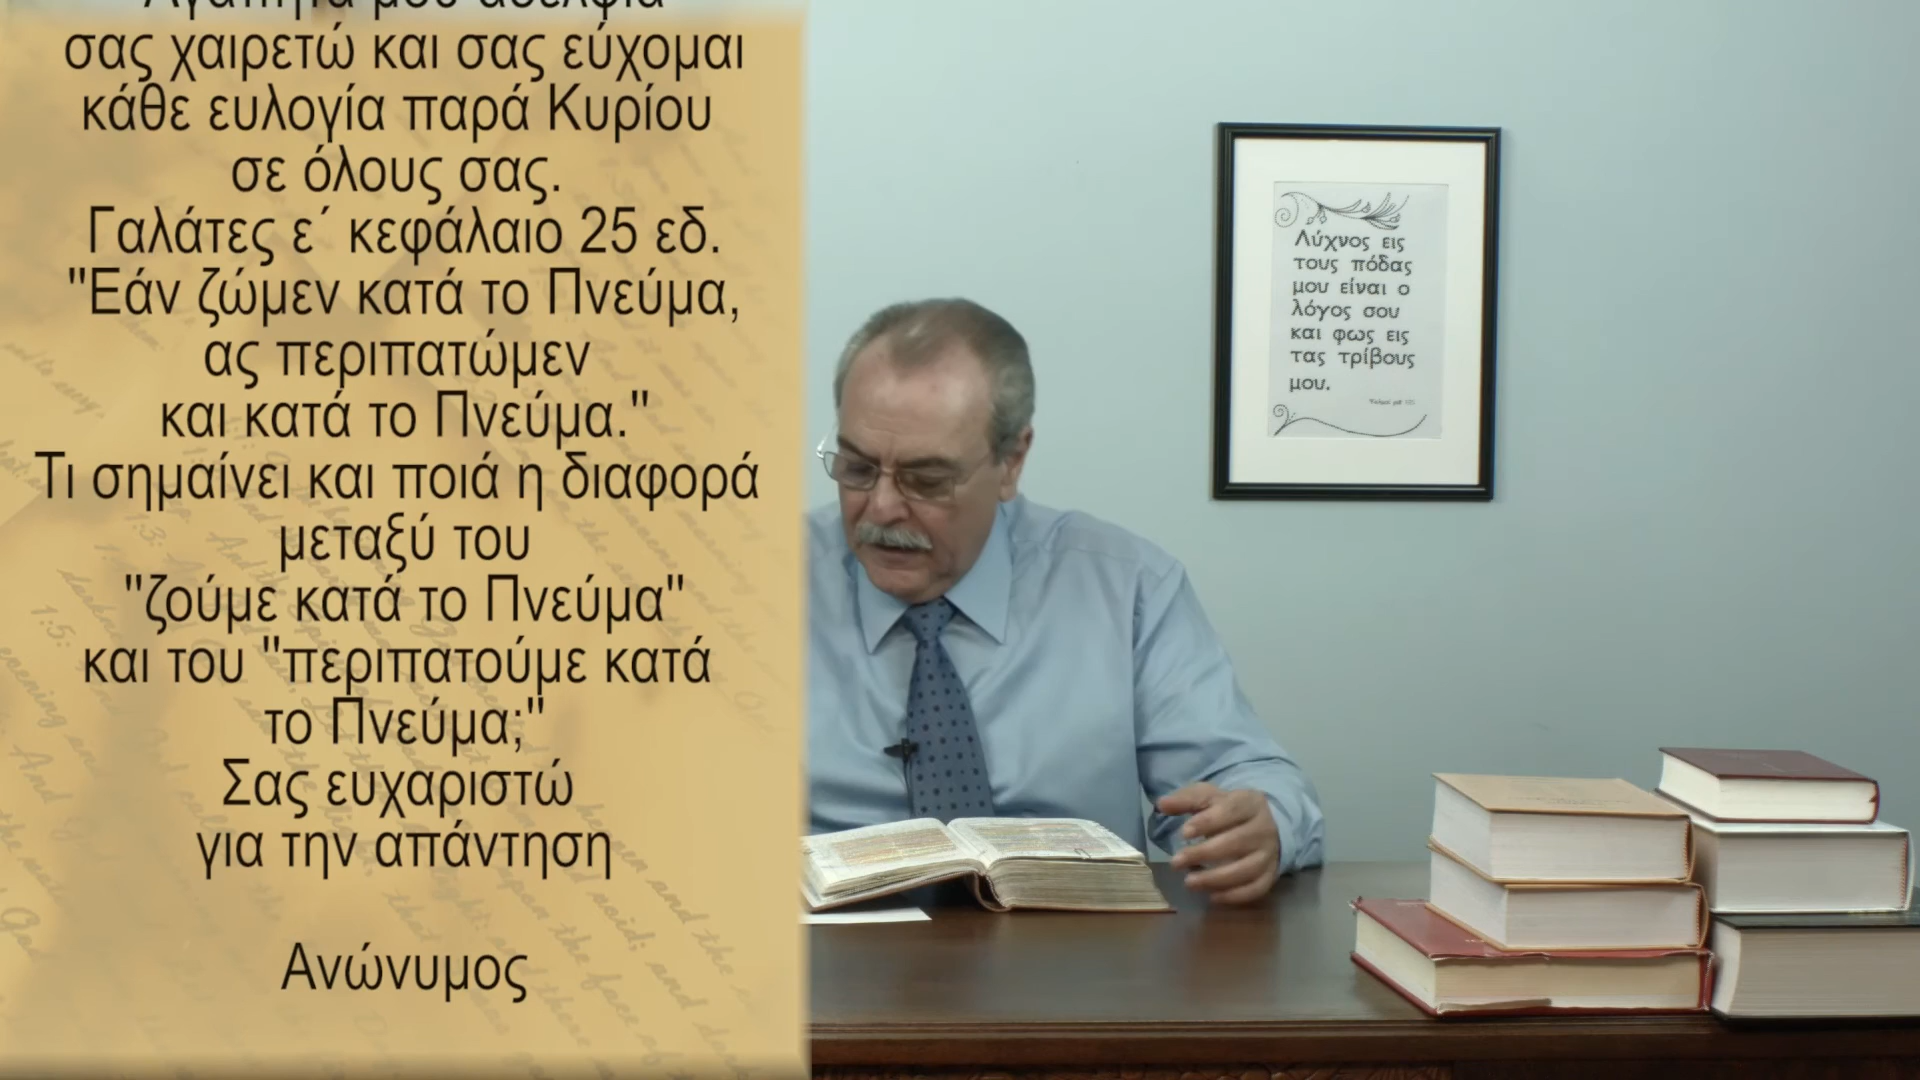 Αγαπητά μου αδέλφια
σας χαιρετώ και σας εύχομαι
κάθε ευλογία παρά Κυρίου
σε όλους σας.
Γαλάτες ε΄ κεφάλαιο 25 εδ.
"Εάν ζώμεν κατά το Πνεύμα,
ας περιπατώμεν
και κατά το Πνεύμα."
Τι σημαίνει και ποιά η διαφορά
μεταξύ του
"ζούμε κατά το Πνεύμα"
και του "περιπατούμε κατά
το Πνεύμα;"
Σας ευχαριστώ
για την απάντηση
Ανώνυμος
Λύχνος εις
τους πόδας
μου είναι ο
λόγος σου
και φως εις
τας τρίβους
μου.